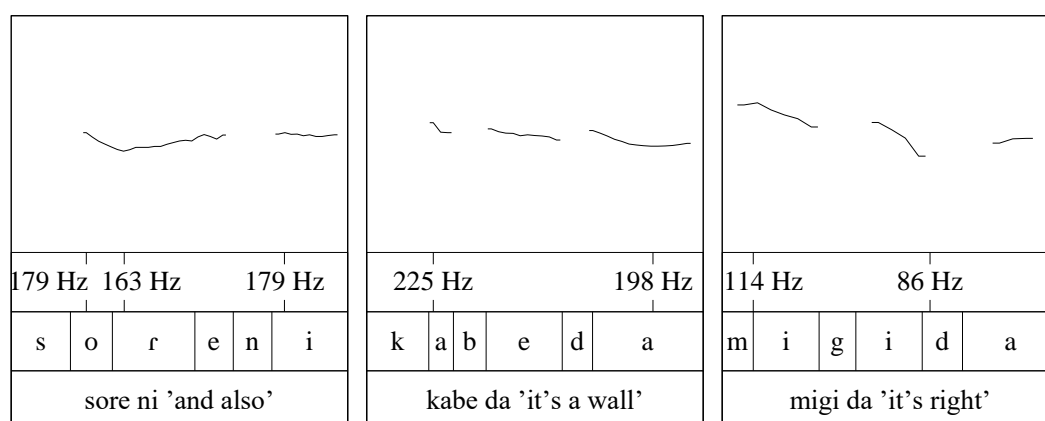 179 Hz 163 Hz 179 Hz
s o ɾ e n i
sore ni ’and also’
225 Hz 198 Hz
k a b e d a
kabe da ’it's a wall’
114 Hz 86 Hz
m i g i d a
migi da ’it's right’